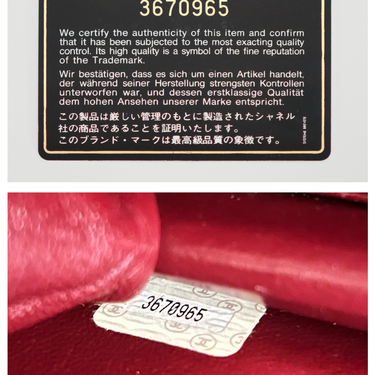 3670965
We certify the authenticity of this item and confirm
that it has been subjected to the most exacting quality
control. Its high quality is a symbol of the fine reputation
of the Trademark.
Wir bestätigen, dass es sich um einen Artikel handelt,
der während seiner Herstellung strengsten Kontrollen
unterworfen war, und dessen erstklassige Qualität
dem hohen Ansehen unserer Marke entspricht.
この製品は厳しい管理のもとに製造されたシャネル
社の商品であることを証明いたします。
このブランド・マークは最高級品質の象徴です。
3670965